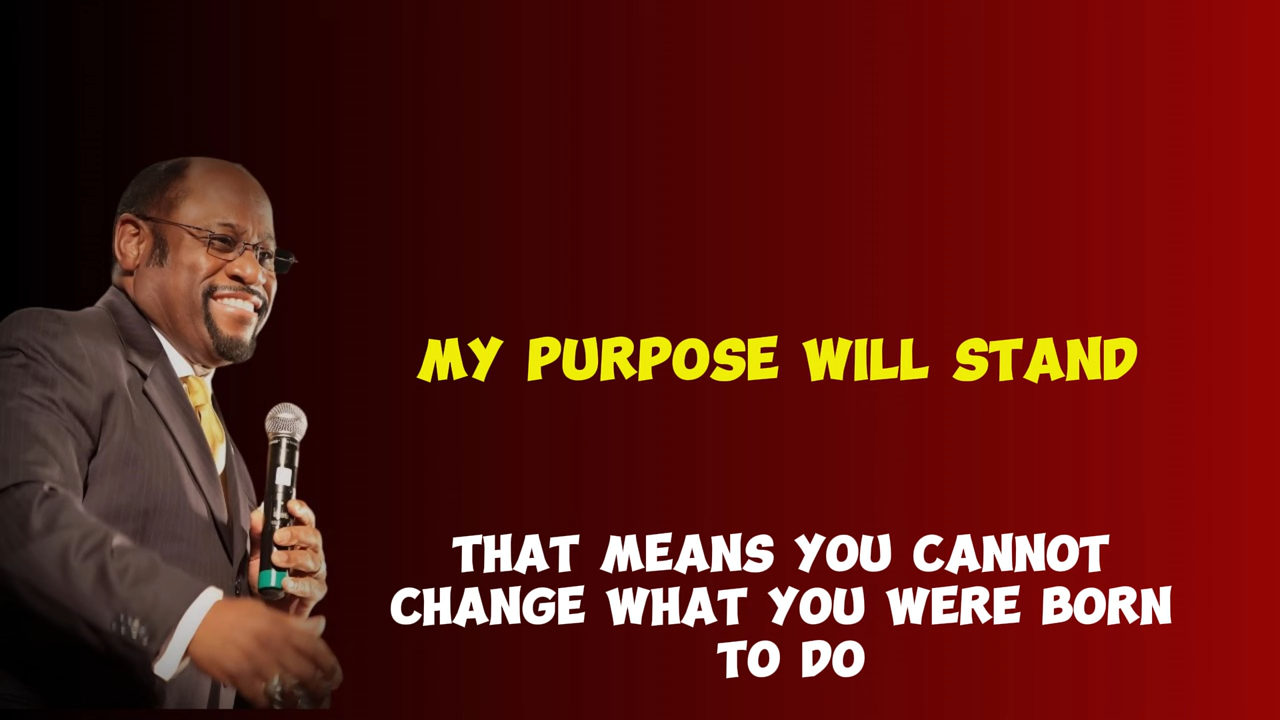 MY PURPOSE WILL STAND
THAT MEANS YOU CANNOT
CHANGE WHAT YOU WERE BORN
TO DO